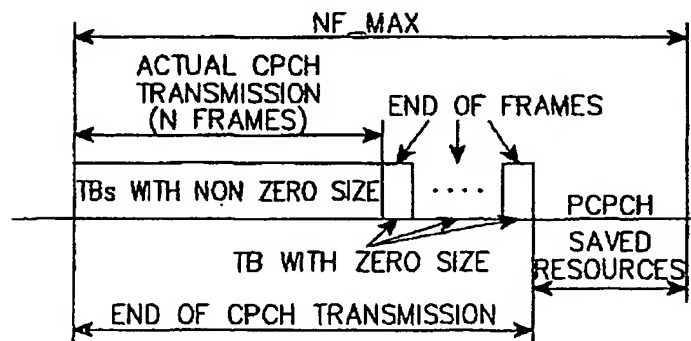 NF_MAX
ACTUAL CPCH
TRANSMISSION
(N FRAMES)
END OF FRAMES
TBs WITH NON ZERO SIZE
....
PCPCH
TB WITH ZERO SIZE
SAVED
RESOURCES
END OF CPCH TRANSMISSION